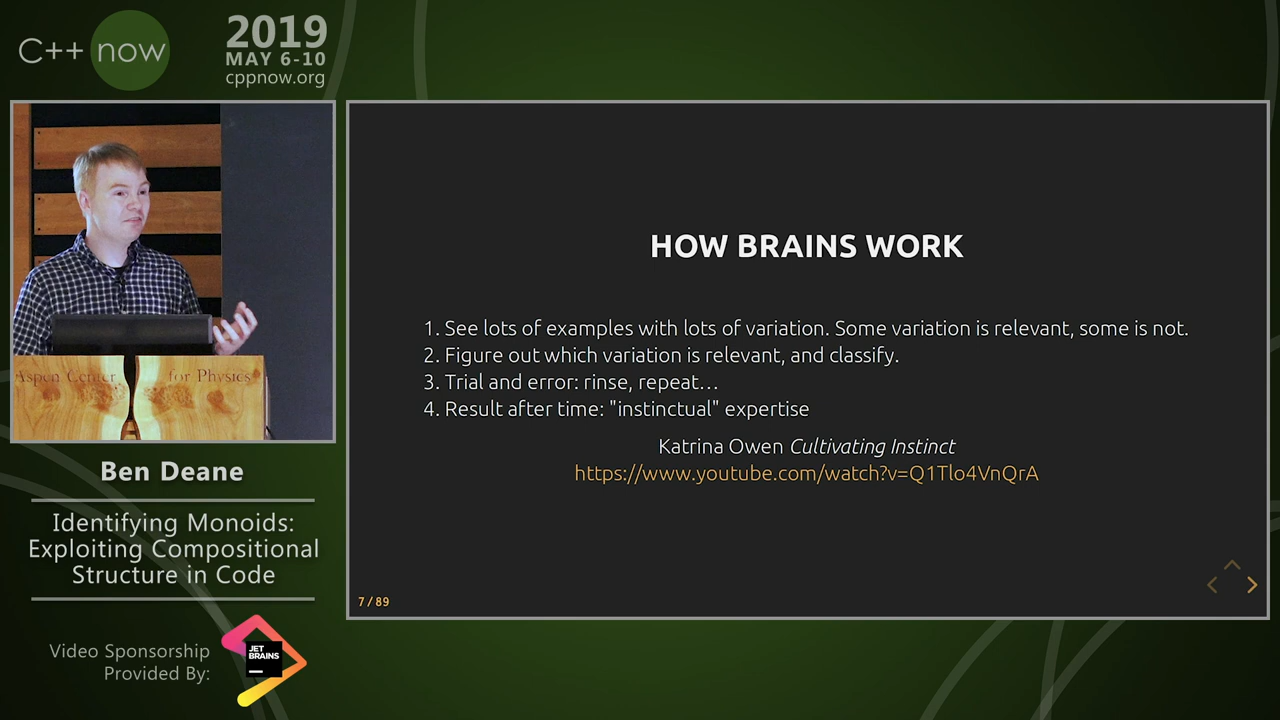 C++ now
2019
MAY 6-10
cppnow.org
Aspen Center for Physics
Ben Deane
Identifying Monoids:
Exploiting Compositional
Structure in Code
Video Sponsorship
Provided By:
JET
BRAINS
HOW BRAINS WORK
1. See lots of examples with lots of variation. Some variation is relevant, some is not.
2. Figure out which variation is relevant, and classify.
3. Trial and error: rinse, repeat…
4. Result after time: "instinctual" expertise
Katrina Owen Cultivating Instinct
https://www.youtube.com/watch?v=Q1Tlo4VnQrA
7/89